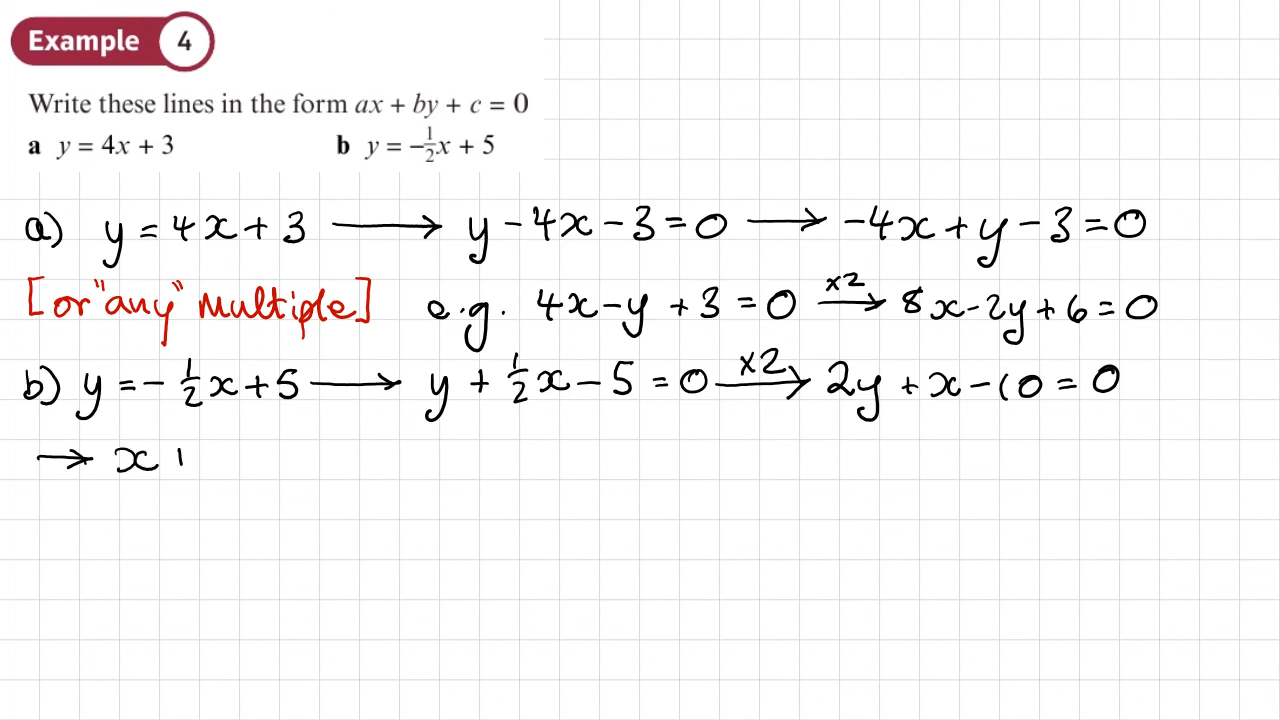 Example 4
Write these lines in the form ax + by + c = 0
a y = 4x + 3 b y = -½x + 5
a) y = 4x + 3 ⟶ y - 4x - 3 = 0 ⟶ -4x + y - 3 = 0
[or "any" multiple] e.g. 4x - y + 3 = 0 ×2⟶ 8x - 2y + 6 = 0
b) y = - ½x + 5 ⟶ y + ½x - 5 = 0 ×2⟶ 2y + x - 10 = 0
→ x